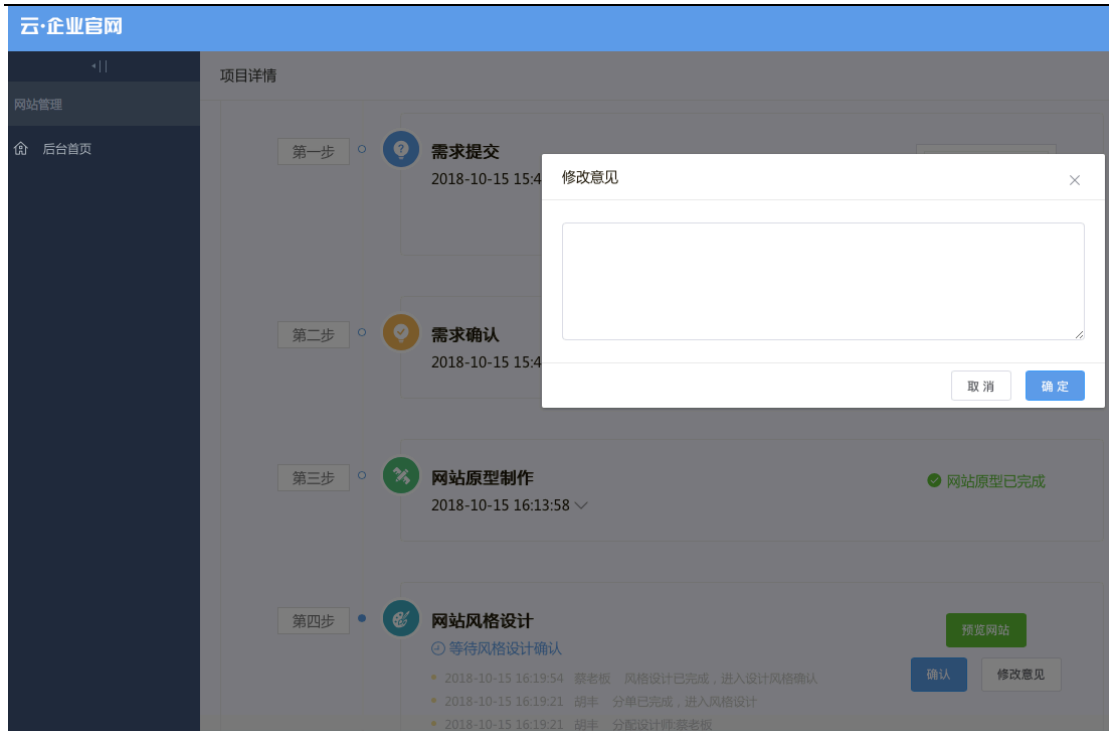 云·企业官网
项目详情
网站管理
后台首页
第一步
需求提交
2018-10-15 15:4
修改意见
第二步
需求确认
2018-10-15 15:4
取 消
确 定
第三步
网站原型制作
2018-10-15 16:13:58
网站原型已完成
第四步
网站风格设计
等待风格设计确认
2018-10-15 16:19:54 蔡老板 风格设计已完成，进入设计风格确认
2018-10-15 16:19:21 胡丰 分单已完成，进入风格设计
2018-10-15 16:19:21 胡丰 分配设计师:蔡老板
预览网站
确认
修改意见